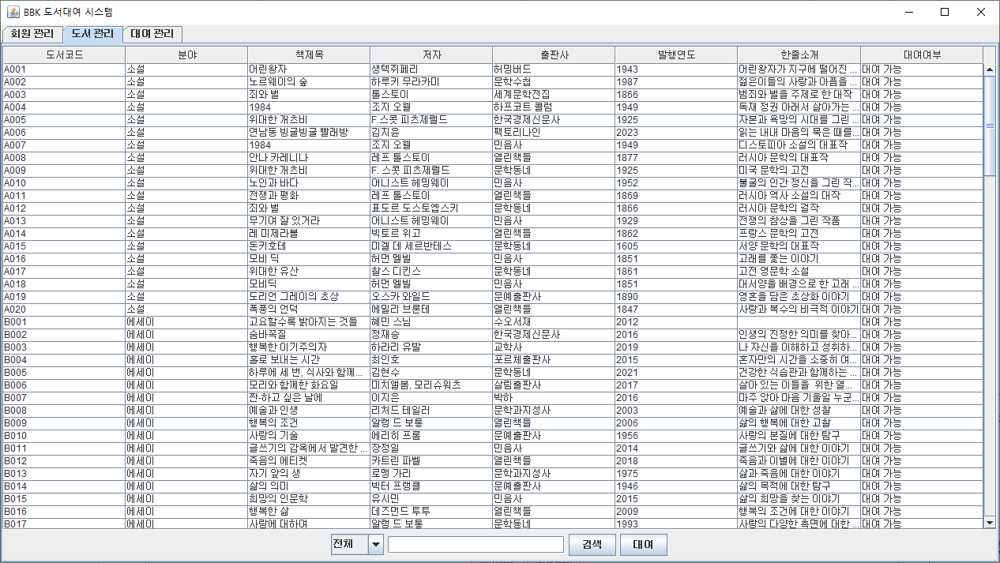 BBK 도서대여 시스템
회원 관리 도서 관리 대여 관리
도서코드 분야 책제목 저자 출판사 발행연도 한줄소개 대여여부
A001 소설 어린왕자 생텍쥐페리 허밍버드 1943 어린왕자가 지구에 떨어진 ... 대여 가능
A002 소설 노르웨이의 숲 하루키 무라카미 문학수첩 1987 젊은이들의 사랑과 아픔을 ... 대여 가능
A003 소설 죄와 벌 톨스토이 세계문학전집 1866 범죄와 벌을 주제로 한 대작 대여 가능
A004 소설 1984 조지 오웰 하프코트 콜럼 1949 독재 정권 아래서 살아가는 ... 대여 가능
A005 소설 위대한 개츠비 F.스콧 피츠제럴드 한국경제신문사 1925 자본과 욕망의 시대를 그린 ... 대여 가능
A006 소설 연남동 빙굴빙굴 빨래방 김지윤 팩토리나인 2023 읽는 내내 마음의 묵은 때를... 대여 가능
A007 소설 1984 조지 오웰 민음사 1949 디스토피아 소설의 대표작 대여 가능
A008 소설 안나 카레니나 레프 톨스토이 열린책들 1877 러시아 문학의 대표작 대여 가능
A009 소설 위대한 개츠비 F. 스콧 피츠제럴드 문학동네 1925 미국 문학의 고전 대여 가능
A010 소설 노인과 바다 어니스트 헤밍웨이 민음사 1952 불굴의 인간 정신을 그린 작... 대여 가능
A011 소설 전쟁과 평화 레프 톨스토이 열린책들 1869 러시아 역사 소설의 대작 대여 가능
A012 소설 죄와 벌 표도르 도스토옙스키 문학동네 1866 러시아 문학의 걸작 대여 가능
A013 소설 무기여 잘 있거라 어니스트 헤밍웨이 민음사 1929 전쟁의 참상을 그린 작품 대여 가능
A014 소설 레 미제라블 빅토르 위고 열린책들 1862 프랑스 문학의 고전 대여 가능
A015 소설 돈키호테 미겔 데 세르반테스 문학동네 1605 서양 문학의 대표작 대여 가능
A016 소설 모비 딕 허먼 멜빌 민음사 1851 고래를 쫓는 이야기 대여 가능
A017 소설 위대한 유산 찰스 디킨스 문학동네 1861 고전 영문학 소설 대여 가능
A018 소설 모비딕 허먼 멜빌 민음사 1851 대서양을 배경으로 한 고래 ... 대여 가능
A019 소설 도리언 그레이의 초상 오스카 와일드 문예출판사 1890 영혼을 담은 초상화 이야기 대여 가능
A020 소설 폭풍의 언덕 에밀리 브론테 열린책들 1847 사랑과 복수의 비극적 이야기 대여 가능
B001 에세이 고요할수록 밝아지는 것들 혜민 스님 수오서재 2012 대여 가능
B002 에세이 숨바꼭질 정재승 한국경제신문사 2016 인생의 진정한 의미를 찾아... 대여 가능
B003 에세이 행복한 이기주의자 하라리 유발 교학사 2019 나 자신을 이해하고 성취하... 대여 가능
B004 에세이 홀로 보내는 시간 최인호 포르체출판사 2015 혼자만의 시간을 소중히 여... 대여 가능
B005 에세이 하루에 세 번, 식사와 함께... 김현수 문학동네 2021 건강한 식습관과 함께하는 ... 대여 가능
B006 에세이 모리와 함께한 화요일 미치앨봄, 모리슈워츠 살림출판사 2017 살아 있는 이들을 위한 열... 대여 가능
B007 에세이 짠-하고 싶은 날에 이지은 박하 2016 마주 앉아 마음 기울일 누군... 대여 가능
B008 에세이 예술과 인생 리처드 테일러 문학과지성사 2003 예술과 삶에 대한 성찰 대여 가능
B009 에세이 행복의 조건 알랭 드 보통 열린책들 2006 삶의 행복에 대한 고찰 대여 가능
B010 에세이 사랑의 기술 에리히 프롬 문예출판사 1956 사랑의 본질에 대한 탐구 대여 가능
B011 에세이 글쓰기의 감옥에서 발견한 ... 장정일 민음사 2014 글쓰기와 삶에 대한 이야기 대여 가능
B012 에세이 죽음의 에티켓 카트린 파벨 열린책들 2018 죽음과 이별에 대한 이야기 대여 가능
B013 에세이 자기 앞의 생 로맹 가리 문학과지성사 1975 삶과 죽음에 대한 이야기 대여 가능
B014 에세이 삶의 의미 빅터 프랭클 문예출판사 1946 삶의 목적에 대한 탐구 대여 가능
B015 에세이 희망의 인문학 유시민 민음사 2015 삶의 희망을 찾는 이야기 대여 가능
B016 에세이 행복한 삶 데즈먼드 투투 열린책들 2009 행복의 조건에 대한 이야기 대여 가능
B017 에세이 사랑에 대하여 알랭 드 보통 문학동네 1993 사랑의 다양한 측면에 대한 ... 대여 가능
전체 검색 대여